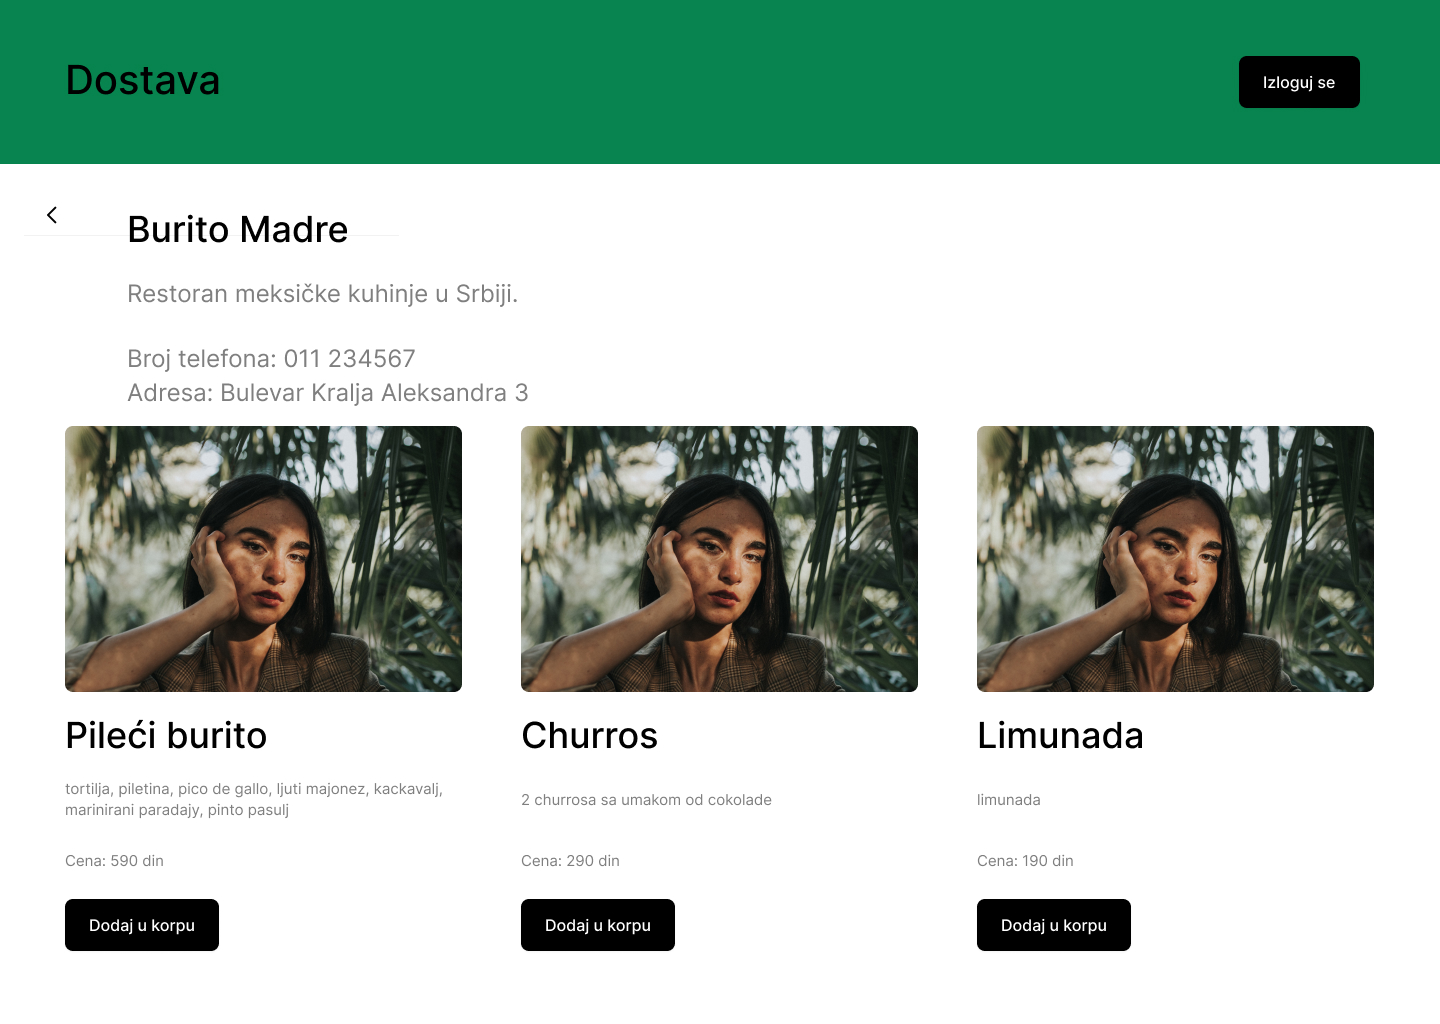 Dostava
Izloguj se
Burito Madre
Restoran meksičke kuhinje u Srbiji.
Broj telefona: 011 234567
Adresa: Bulevar Kralja Aleksandra 3
Pileći burito
tortilja, piletina, pico de gallo, ljuti majonez, kackavalj,
marinirani paradajy, pinto pasulj
Cena: 590 din
Dodaj u korpu
Churros
2 churrosa sa umakom od cokolade
Cena: 290 din
Dodaj u korpu
Limunada
limunada
Cena: 190 din
Dodaj u korpu